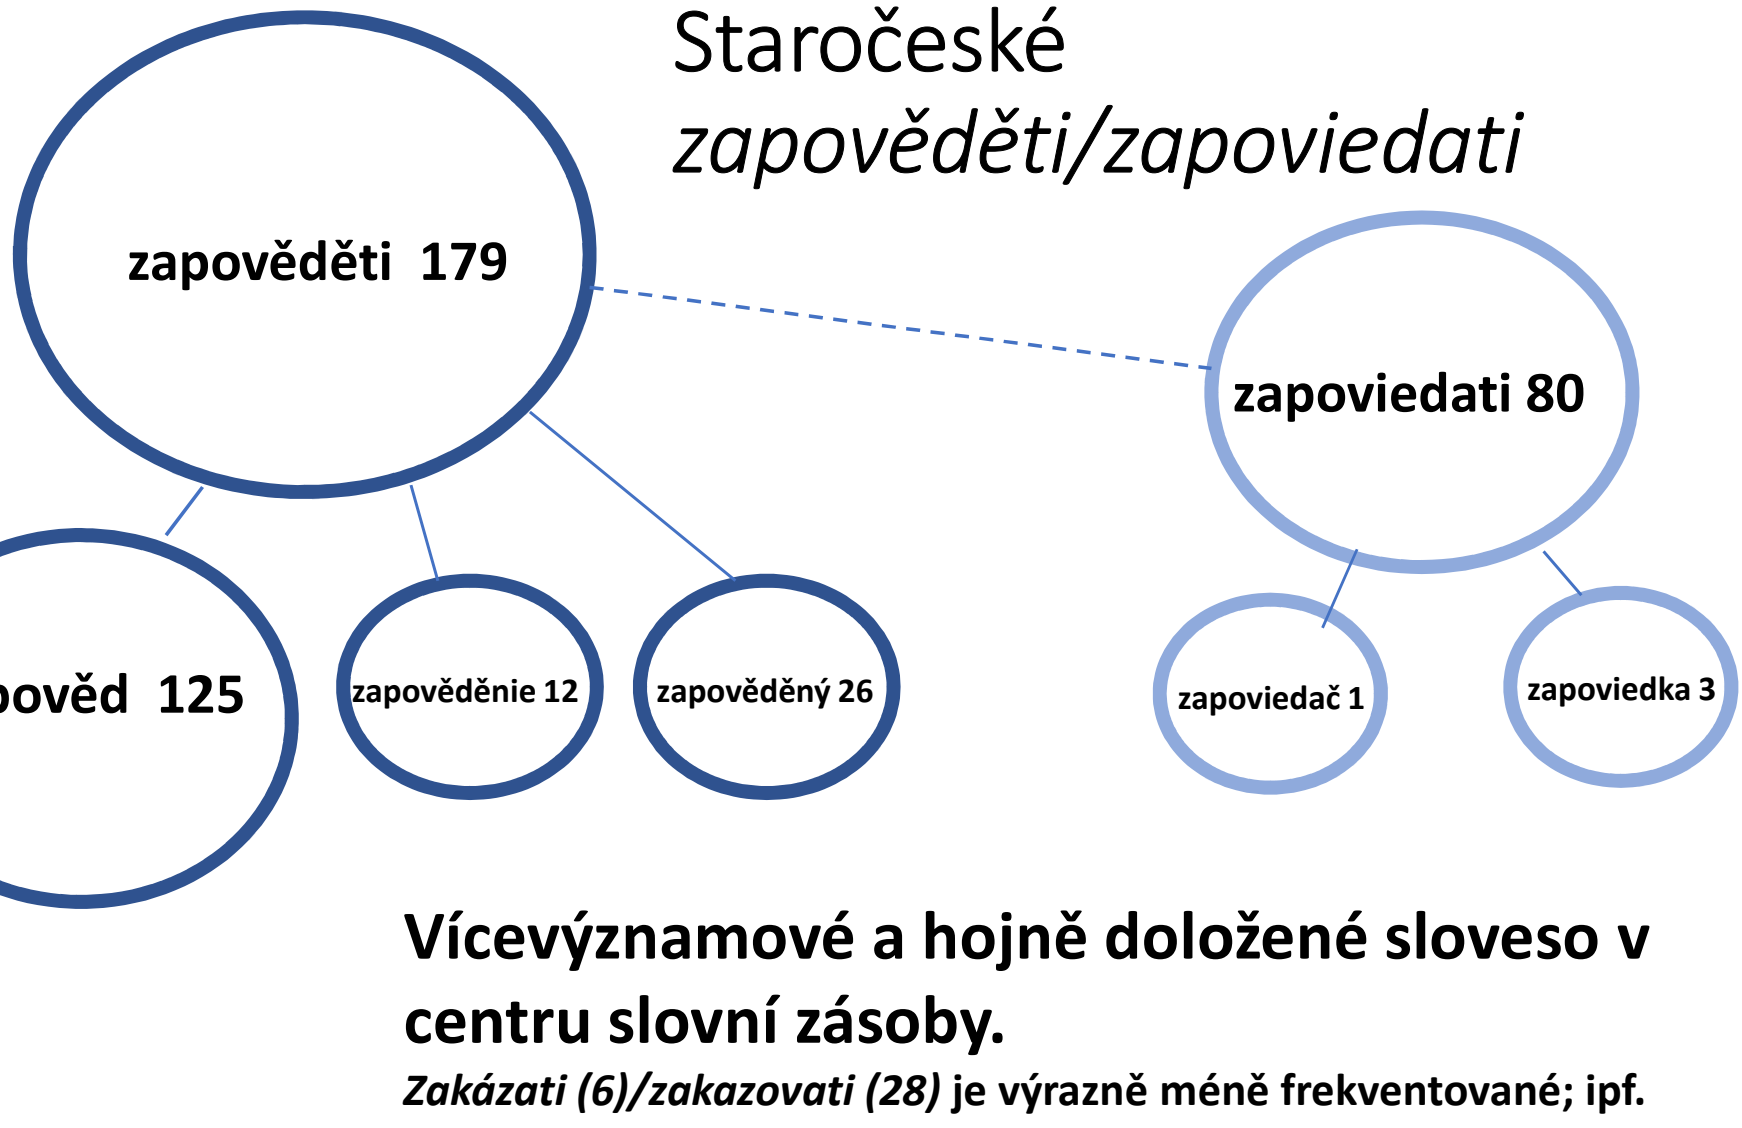 Staročeské
zapověděti/zapoviedati
zapověděti 179
zapoviedati 80
pověd 125
zapověděnie 12
zapověděný 26
zapoviedač 1
zapoviedka 3
Vícevýznamové a hojně doložené sloveso v
centru slovní zásoby.
Zakázati (6)/zakazovati (28) je výrazně méně frekventované; ipf.